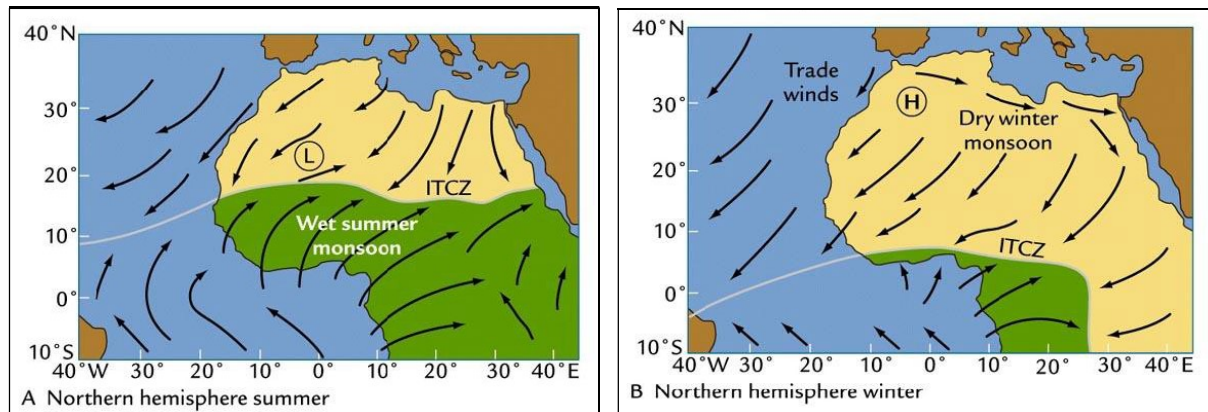 40°N
30°
20°
10°
0°
10°S
40°W 30° 20° 10° 0° 10° 20° 30° 40°E
L
ITCZ
Wet summer
monsoon
A Northern hemisphere summer
40°N
30°
20°
10°
0°
10°S
40°W 30° 20° 10° 0° 10° 20° 30° 40°E
Trade
winds
H
Dry winter
monsoon
ITCZ
B Northern hemisphere winter